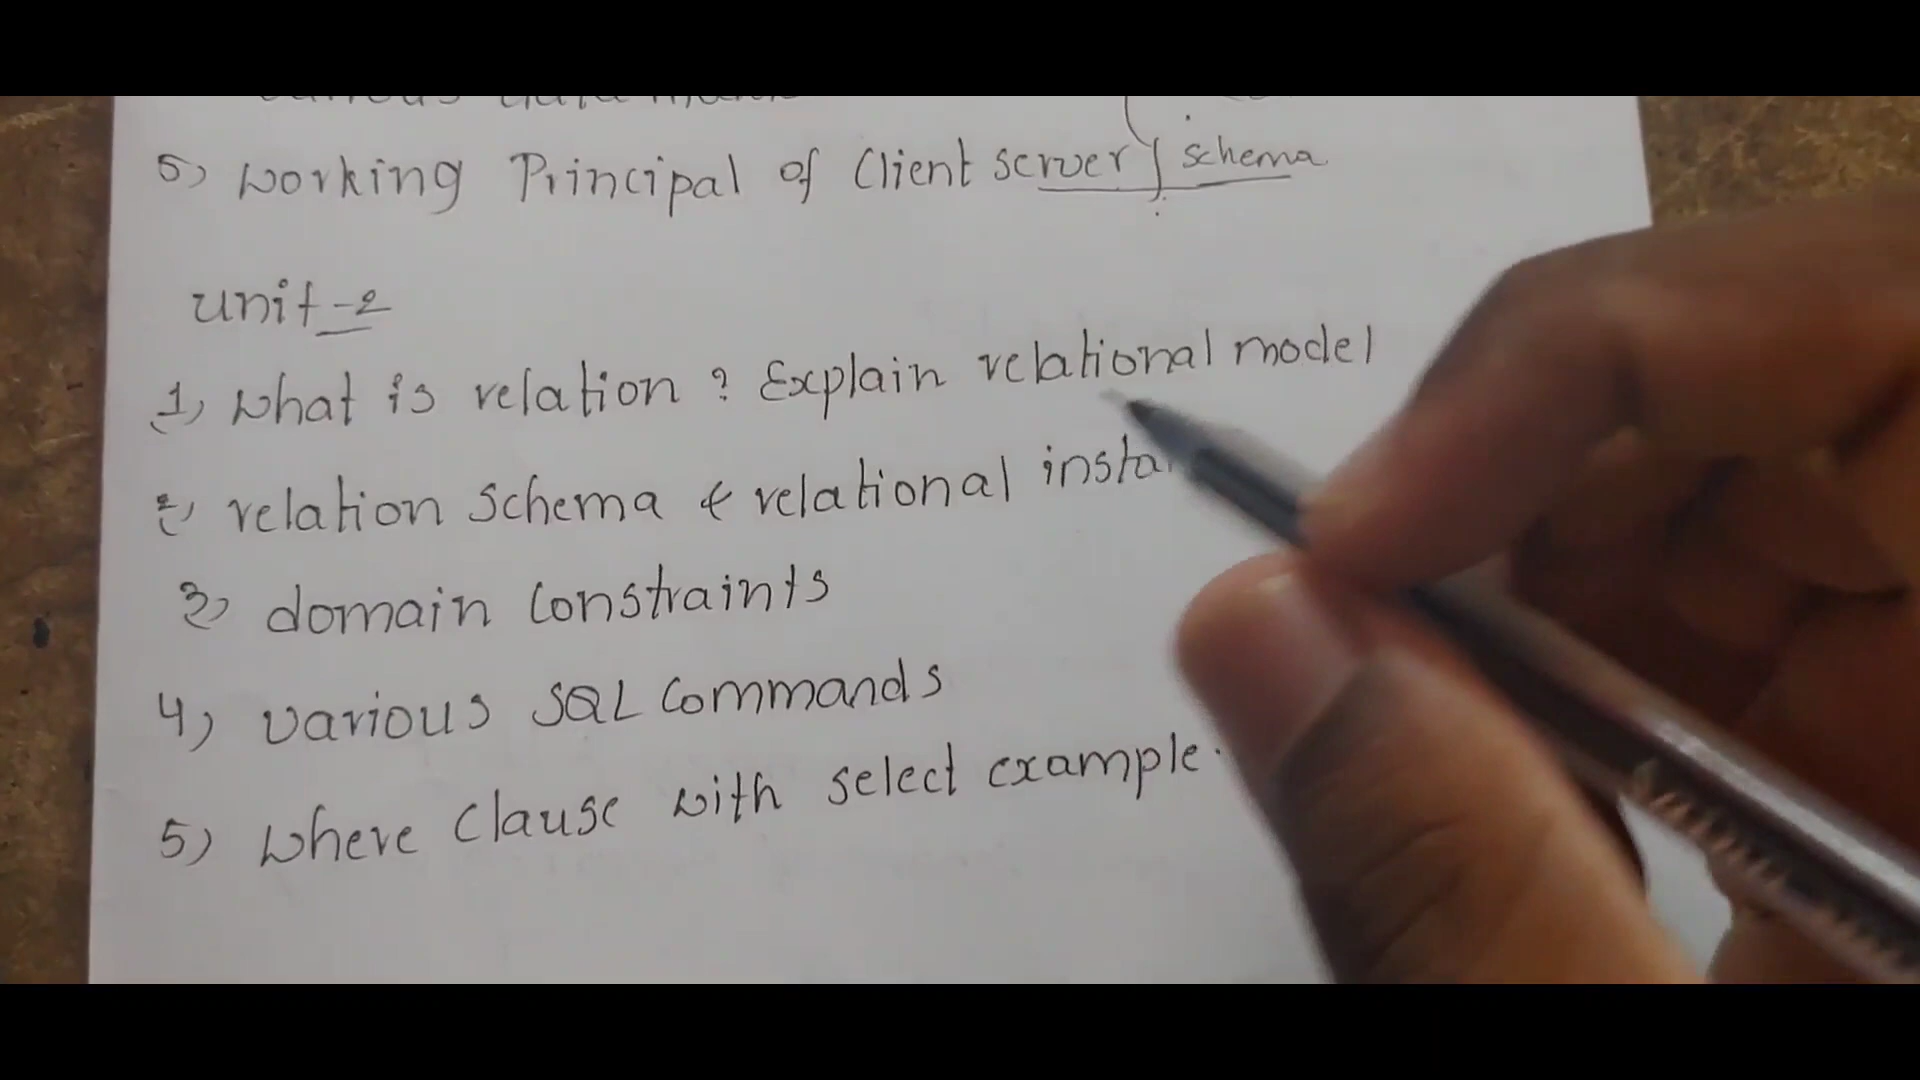 5) Working Principal of Client server } schema
Unit-2
1) What is relation ? Explain relational model
2) relation Schema & relational insta
3) domain Constraints
4) various SQL Commands
5) Where Clause with select example.